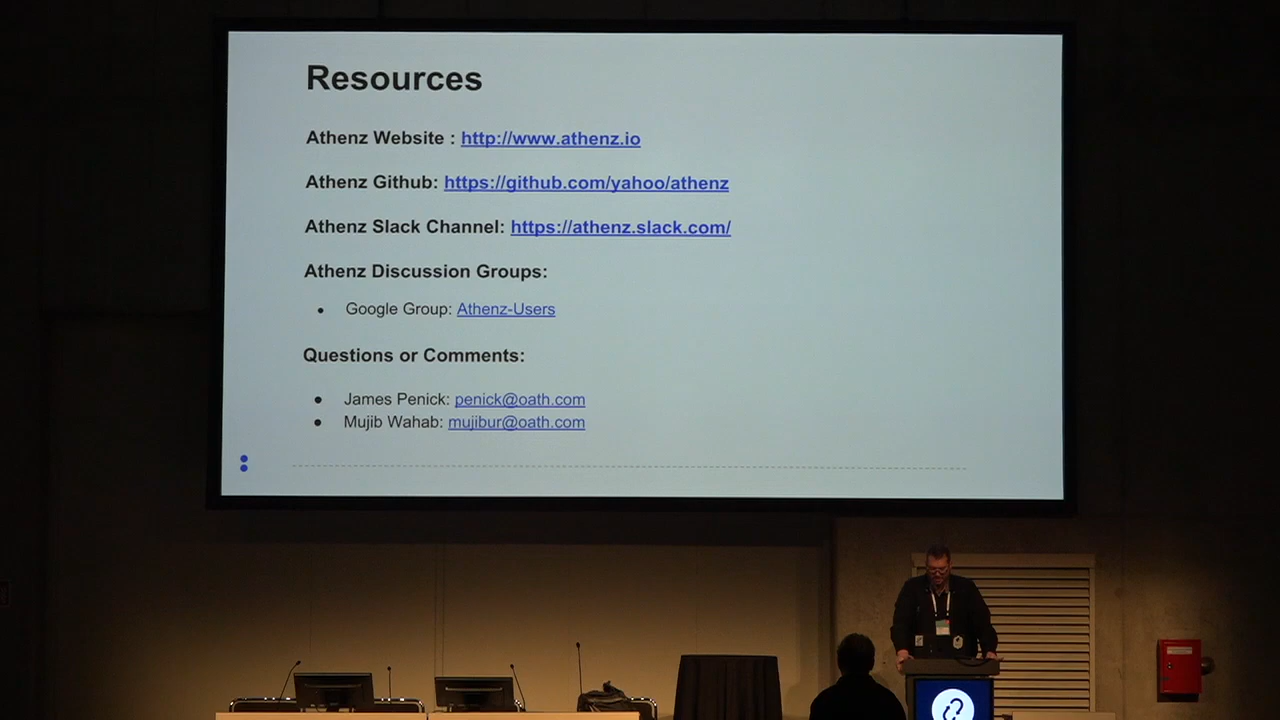 Resources
Athenz Website : http://www.athenz.io
Athenz Github: https://github.com/yahoo/athenz
Athenz Slack Channel: https://athenz.slack.com/
Athenz Discussion Groups:
• Google Group: Athenz-Users
Questions or Comments:
• James Penick: penick@oath.com
• Mujib Wahab: mujibur@oath.com